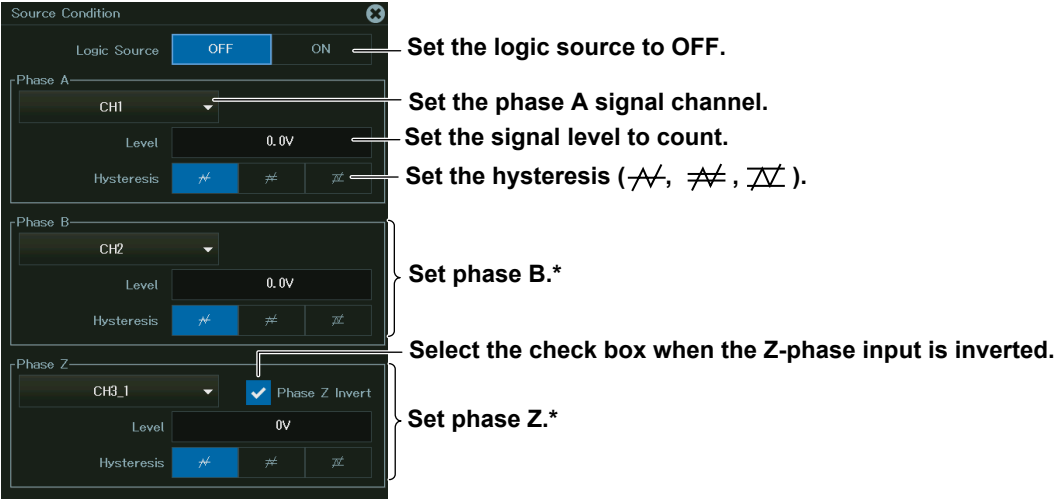 Source Condition
Logic Source OFF ON
Set the logic source to OFF.
Phase A
CH1
Set the phase A signal channel.
Level 0.0V
Set the signal level to count.
Hysteresis
Set the hysteresis ( , , ).
Phase B
CH2
Level 0.0V
Set phase B.*
Hysteresis
Select the check box when the Z-phase input is inverted.
Phase Z
CH3_1 Phase Z Invert
Level 0V
Set phase Z.*
Hysteresis